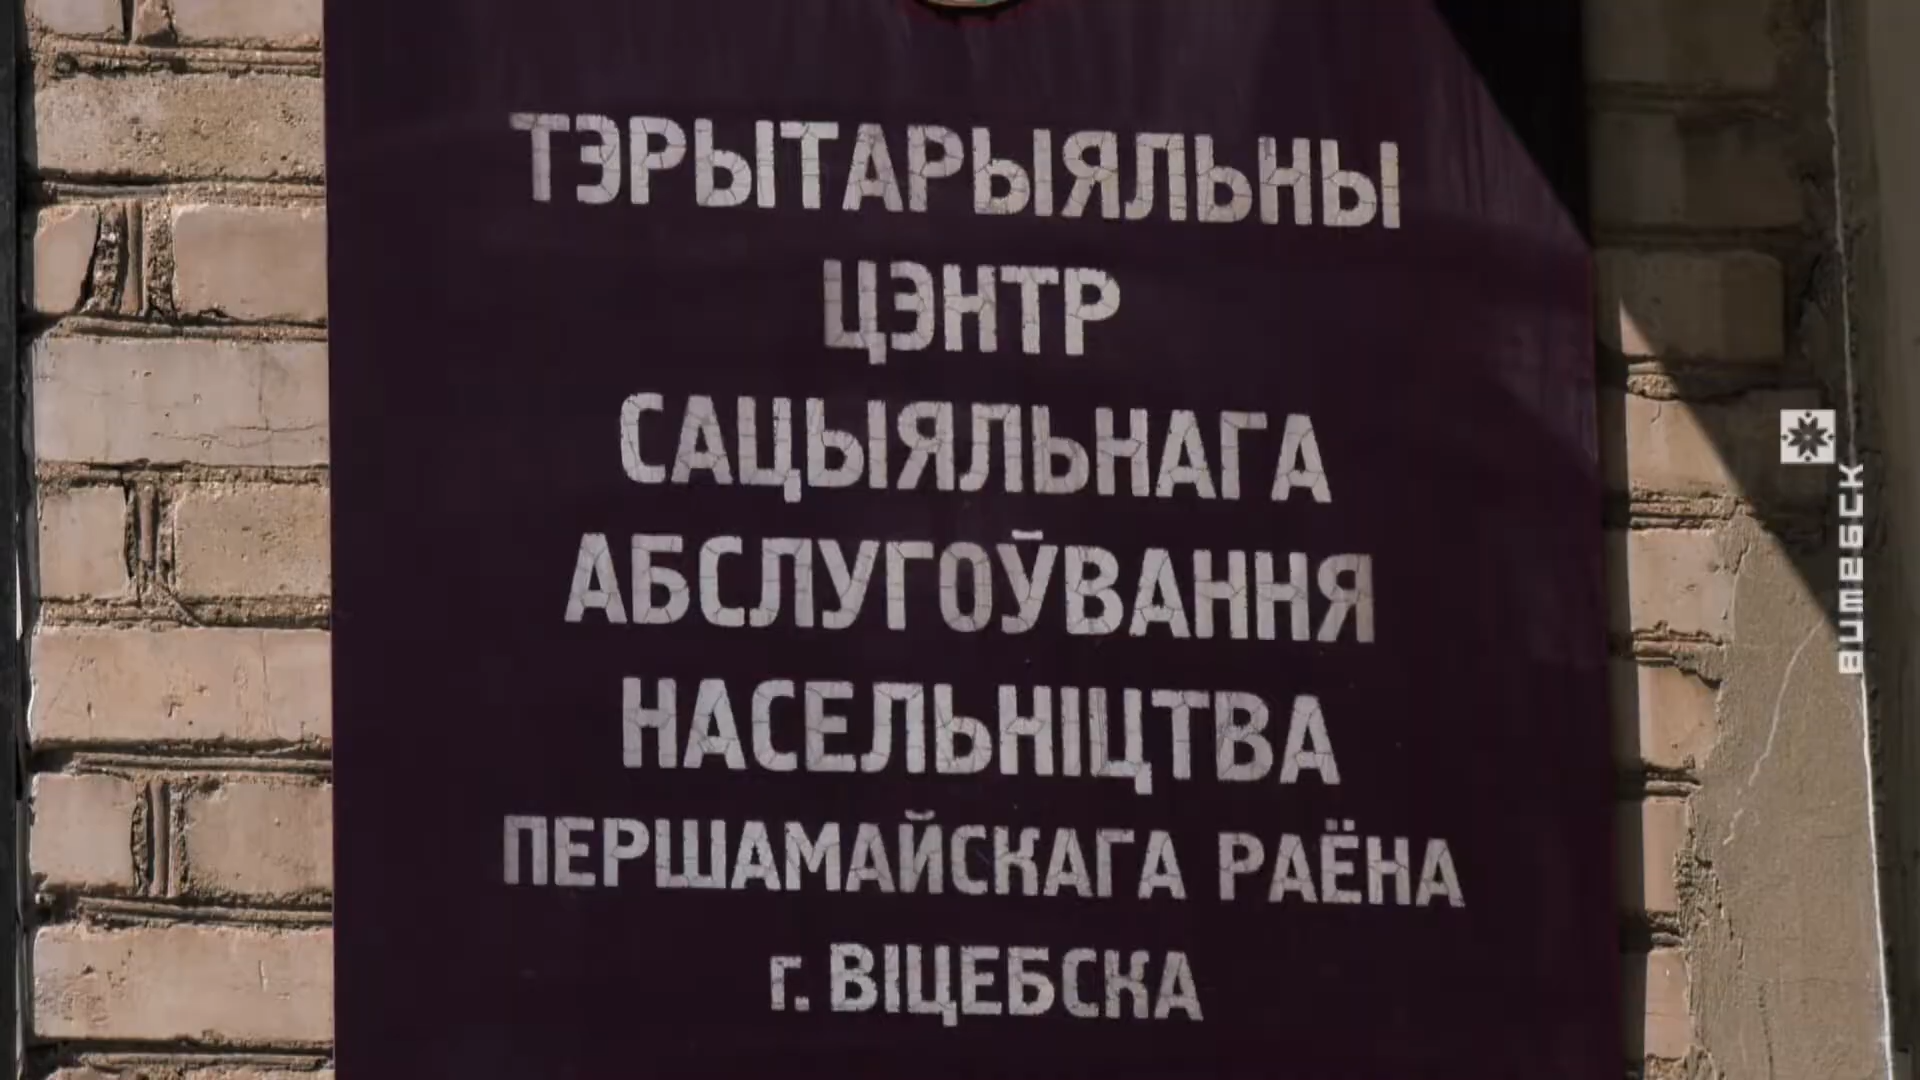 ТЭРЫТАРЫЯЛЬНЫ
ЦЭНТР
САЦЫЯЛЬНАГА
АБСЛУГОЎВАННЯ
НАСЕЛЬНІЦТВА
ПЕРШАМАЙСКАГА РАЁНА
г. ВІЦЕБСКА
ВИТЕБСК